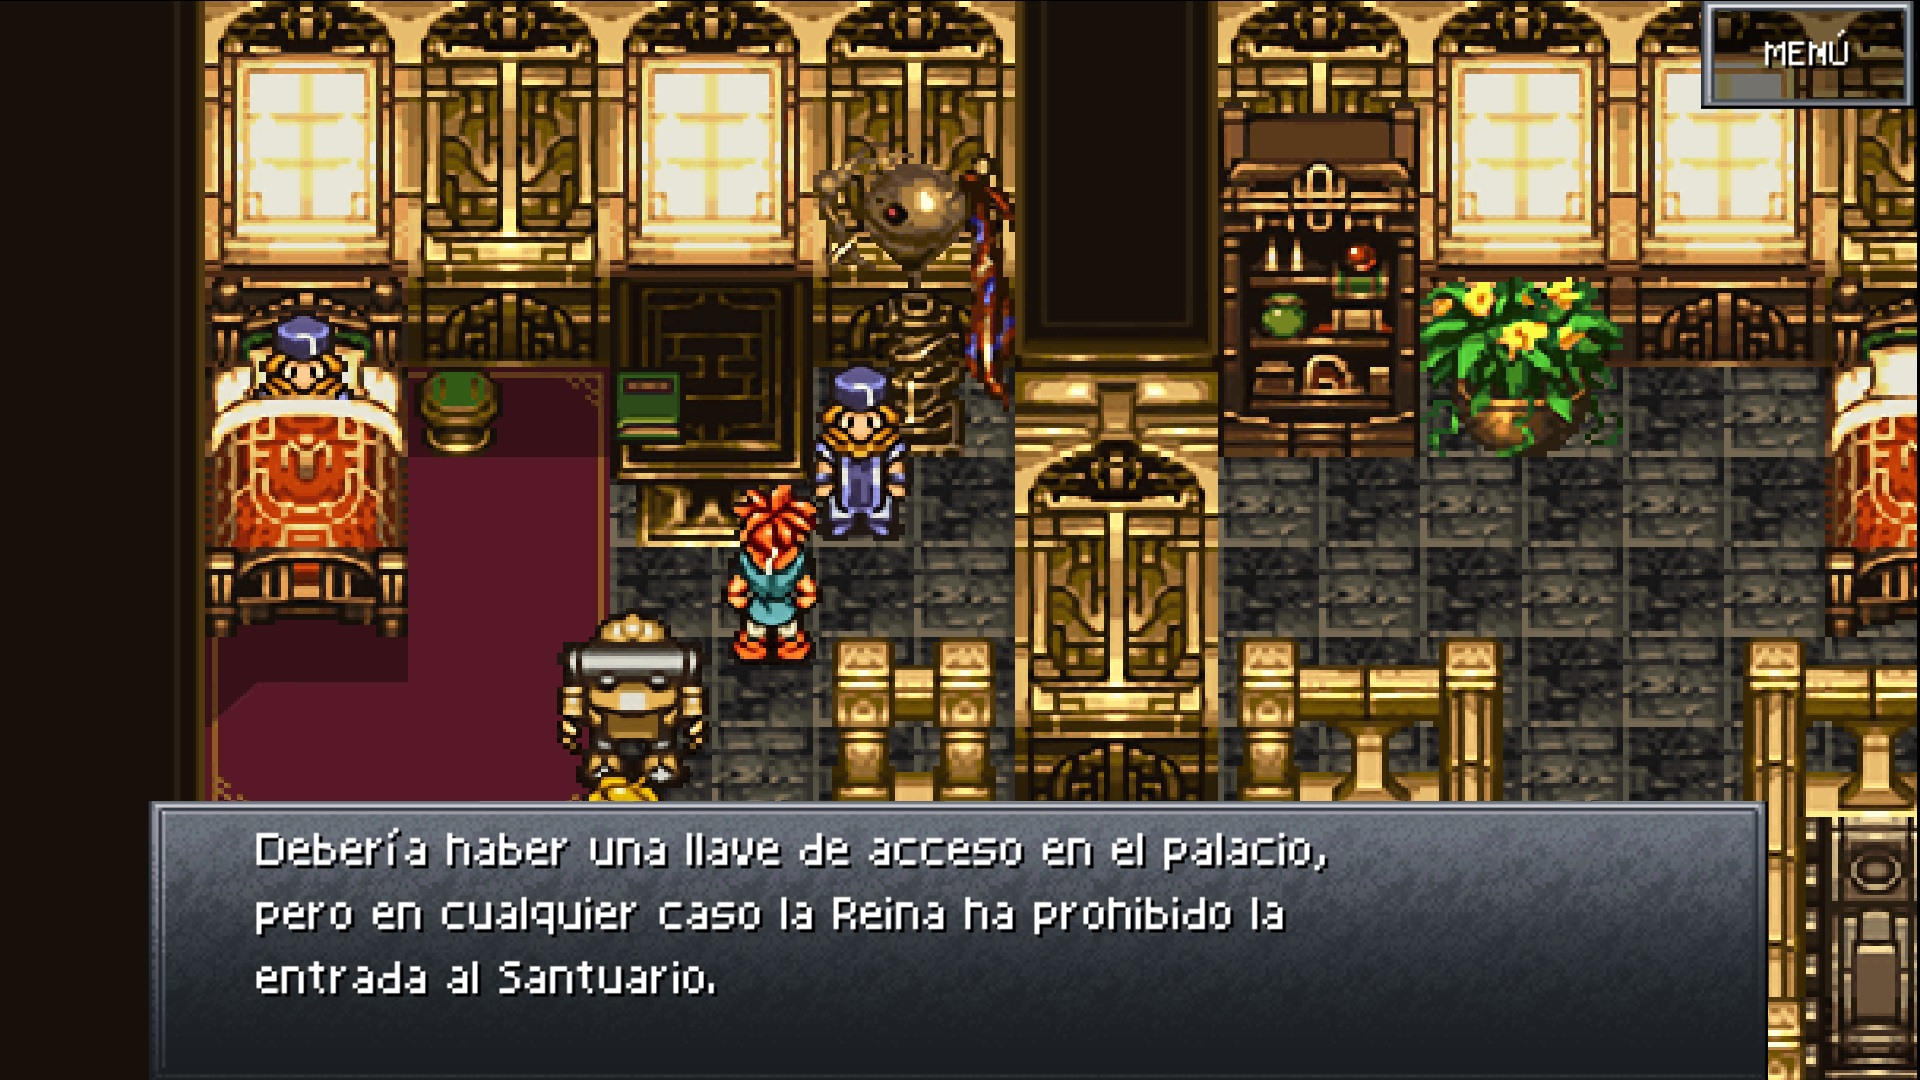 MENÚ
Debería haber una llave de acceso en el palacio,
pero en cualquier caso la Reina ha prohibido la
entrada al Santuario.